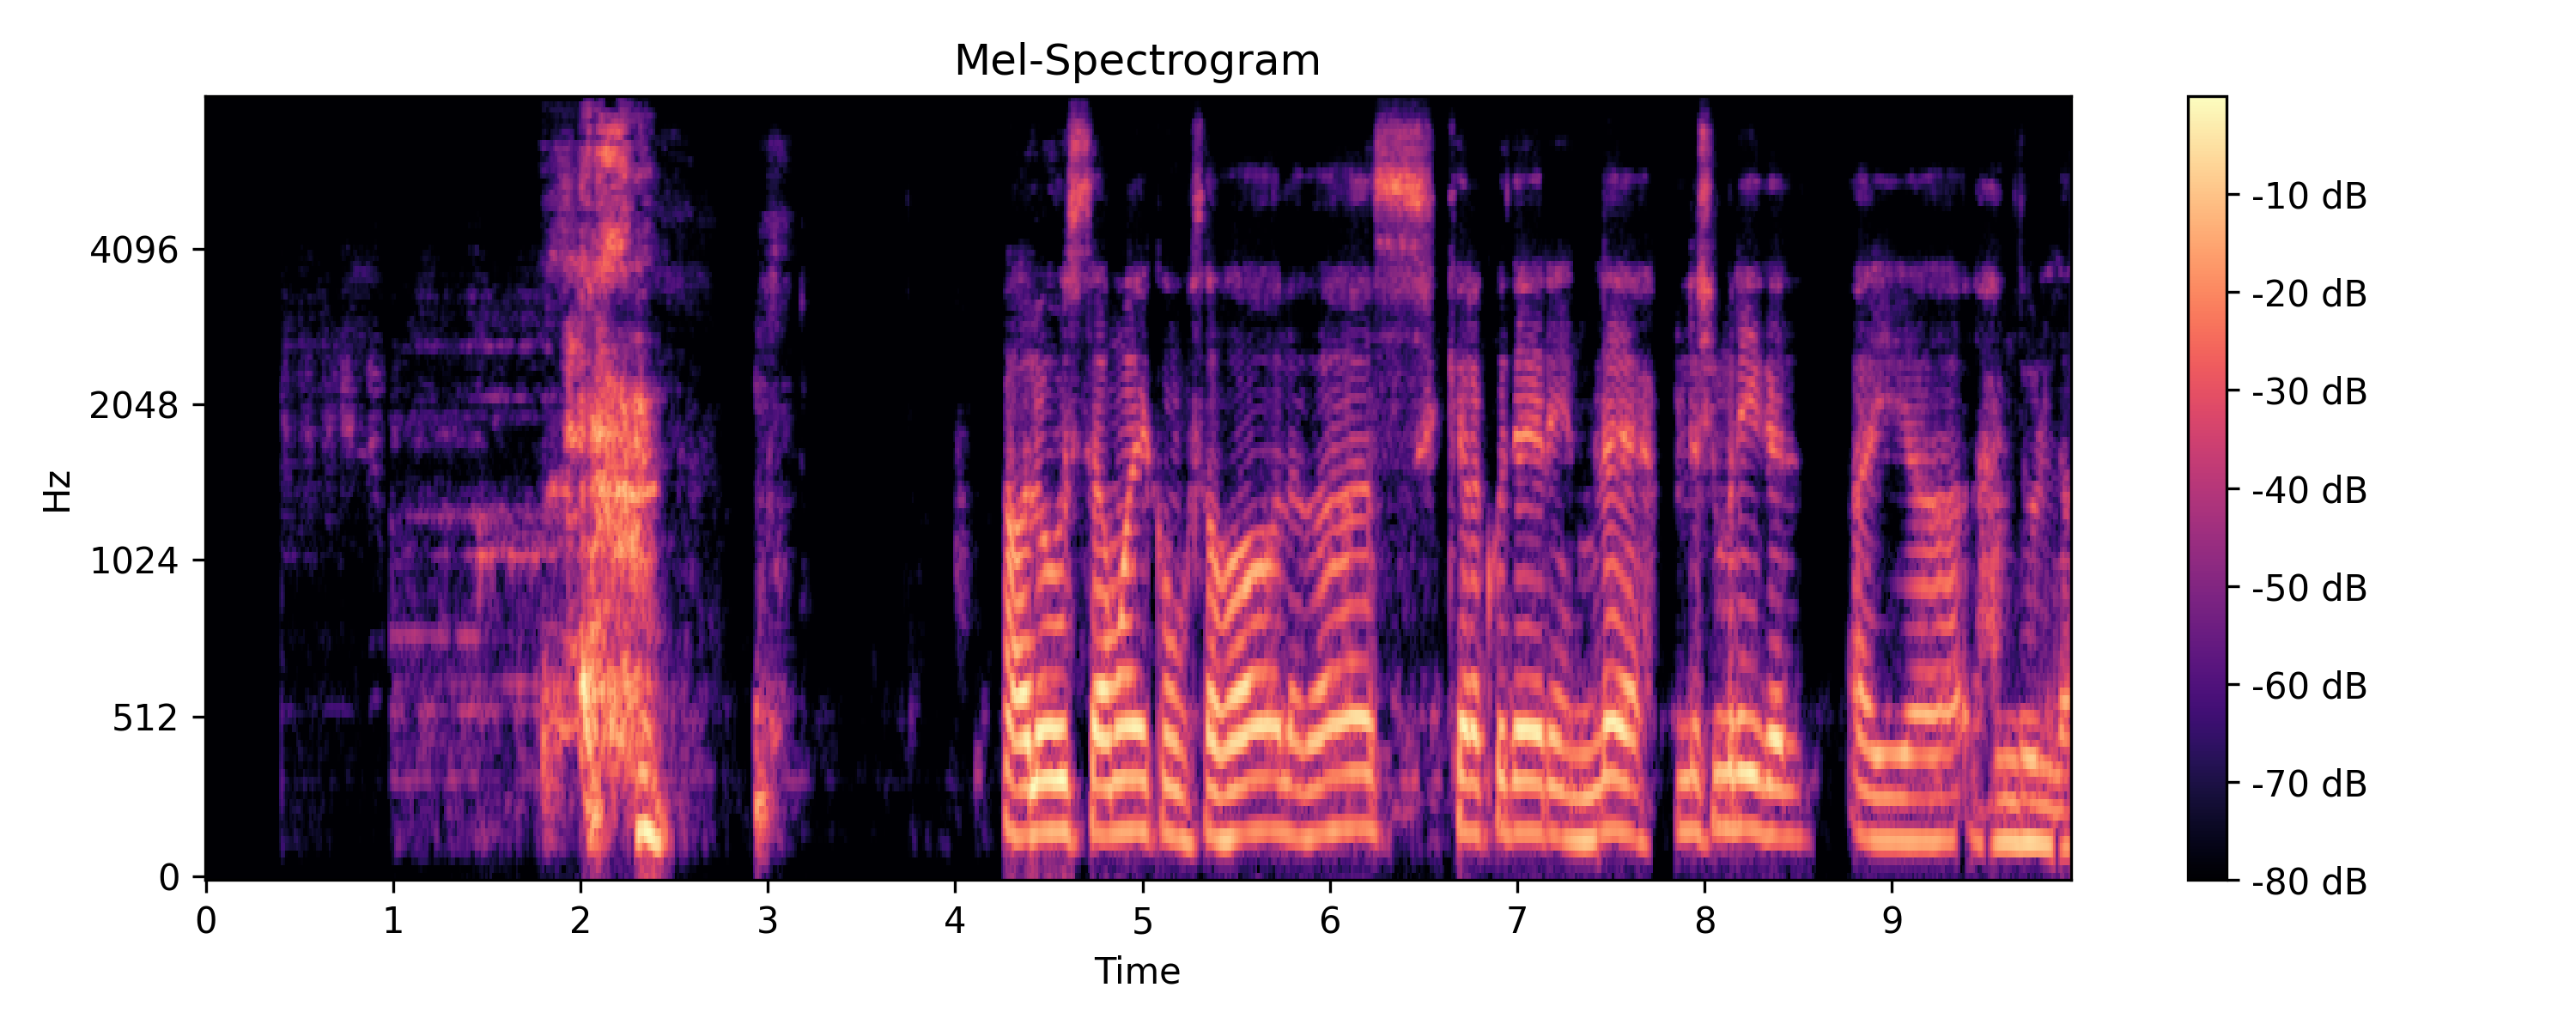 Mel-Spectrogram
Hz
4096
2048
1024
512
0
0 1 2 3 4 5 6 7 8 9
Time
-10 dB
-20 dB
-30 dB
-40 dB
-50 dB
-60 dB
-70 dB
-80 dB